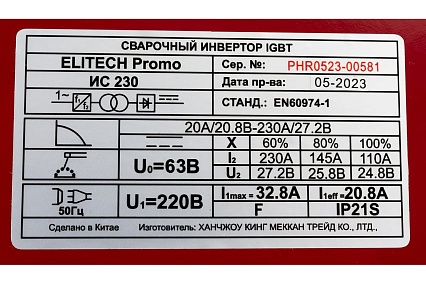 СВАРОЧНЫЙ ИНВЕРТОР IGBT
ELITECH Promo
Сер. №: PHR0523-00581
ИС 230
Дата пр-ва: 05-2023
1~ f1 f2
СТАНД.: EN60974-1
20A/20.8B-230A/27.2B
X 60% 80% 100%
U0=63B
I2 230A 145A 110A
U2 27.2B 25.8B 24.8B
50Гц
U1=220B
I1max=32.8A I1eff=20.8A
F IP21S
Сделано в Китае
ХАНЧЖОУ КИНГ МЕККАН ТРЕЙД КО., ЛТД.,